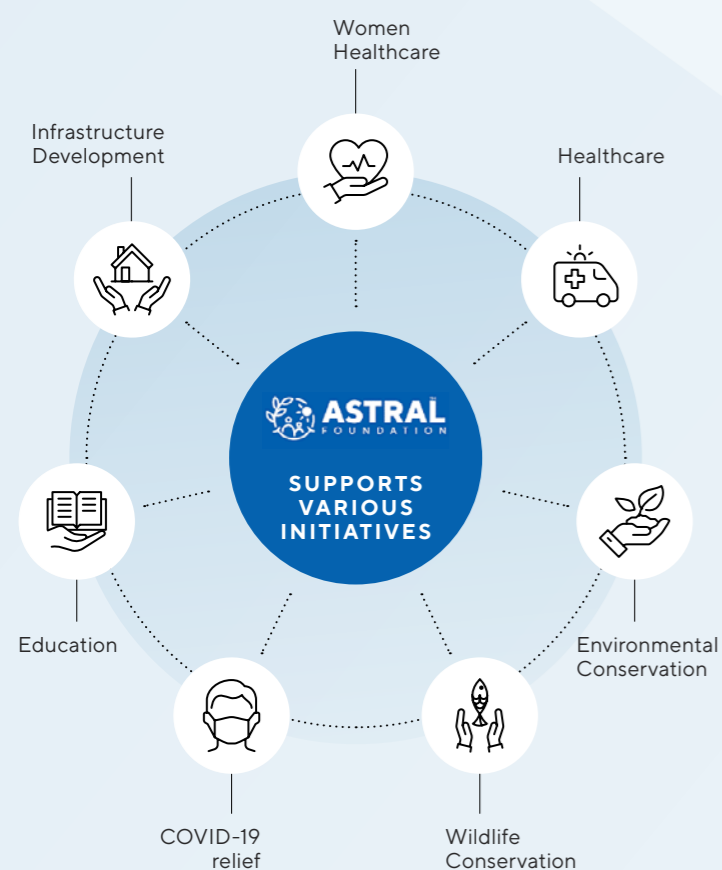 Women
Healthcare
Infrastructure
Development
Healthcare
ASTRAL
FOUNDATION
SUPPORTS
VARIOUS
INITIATIVES
Education
Environmental
Conservation
COVID-19
relief
Wildlife
Conservation